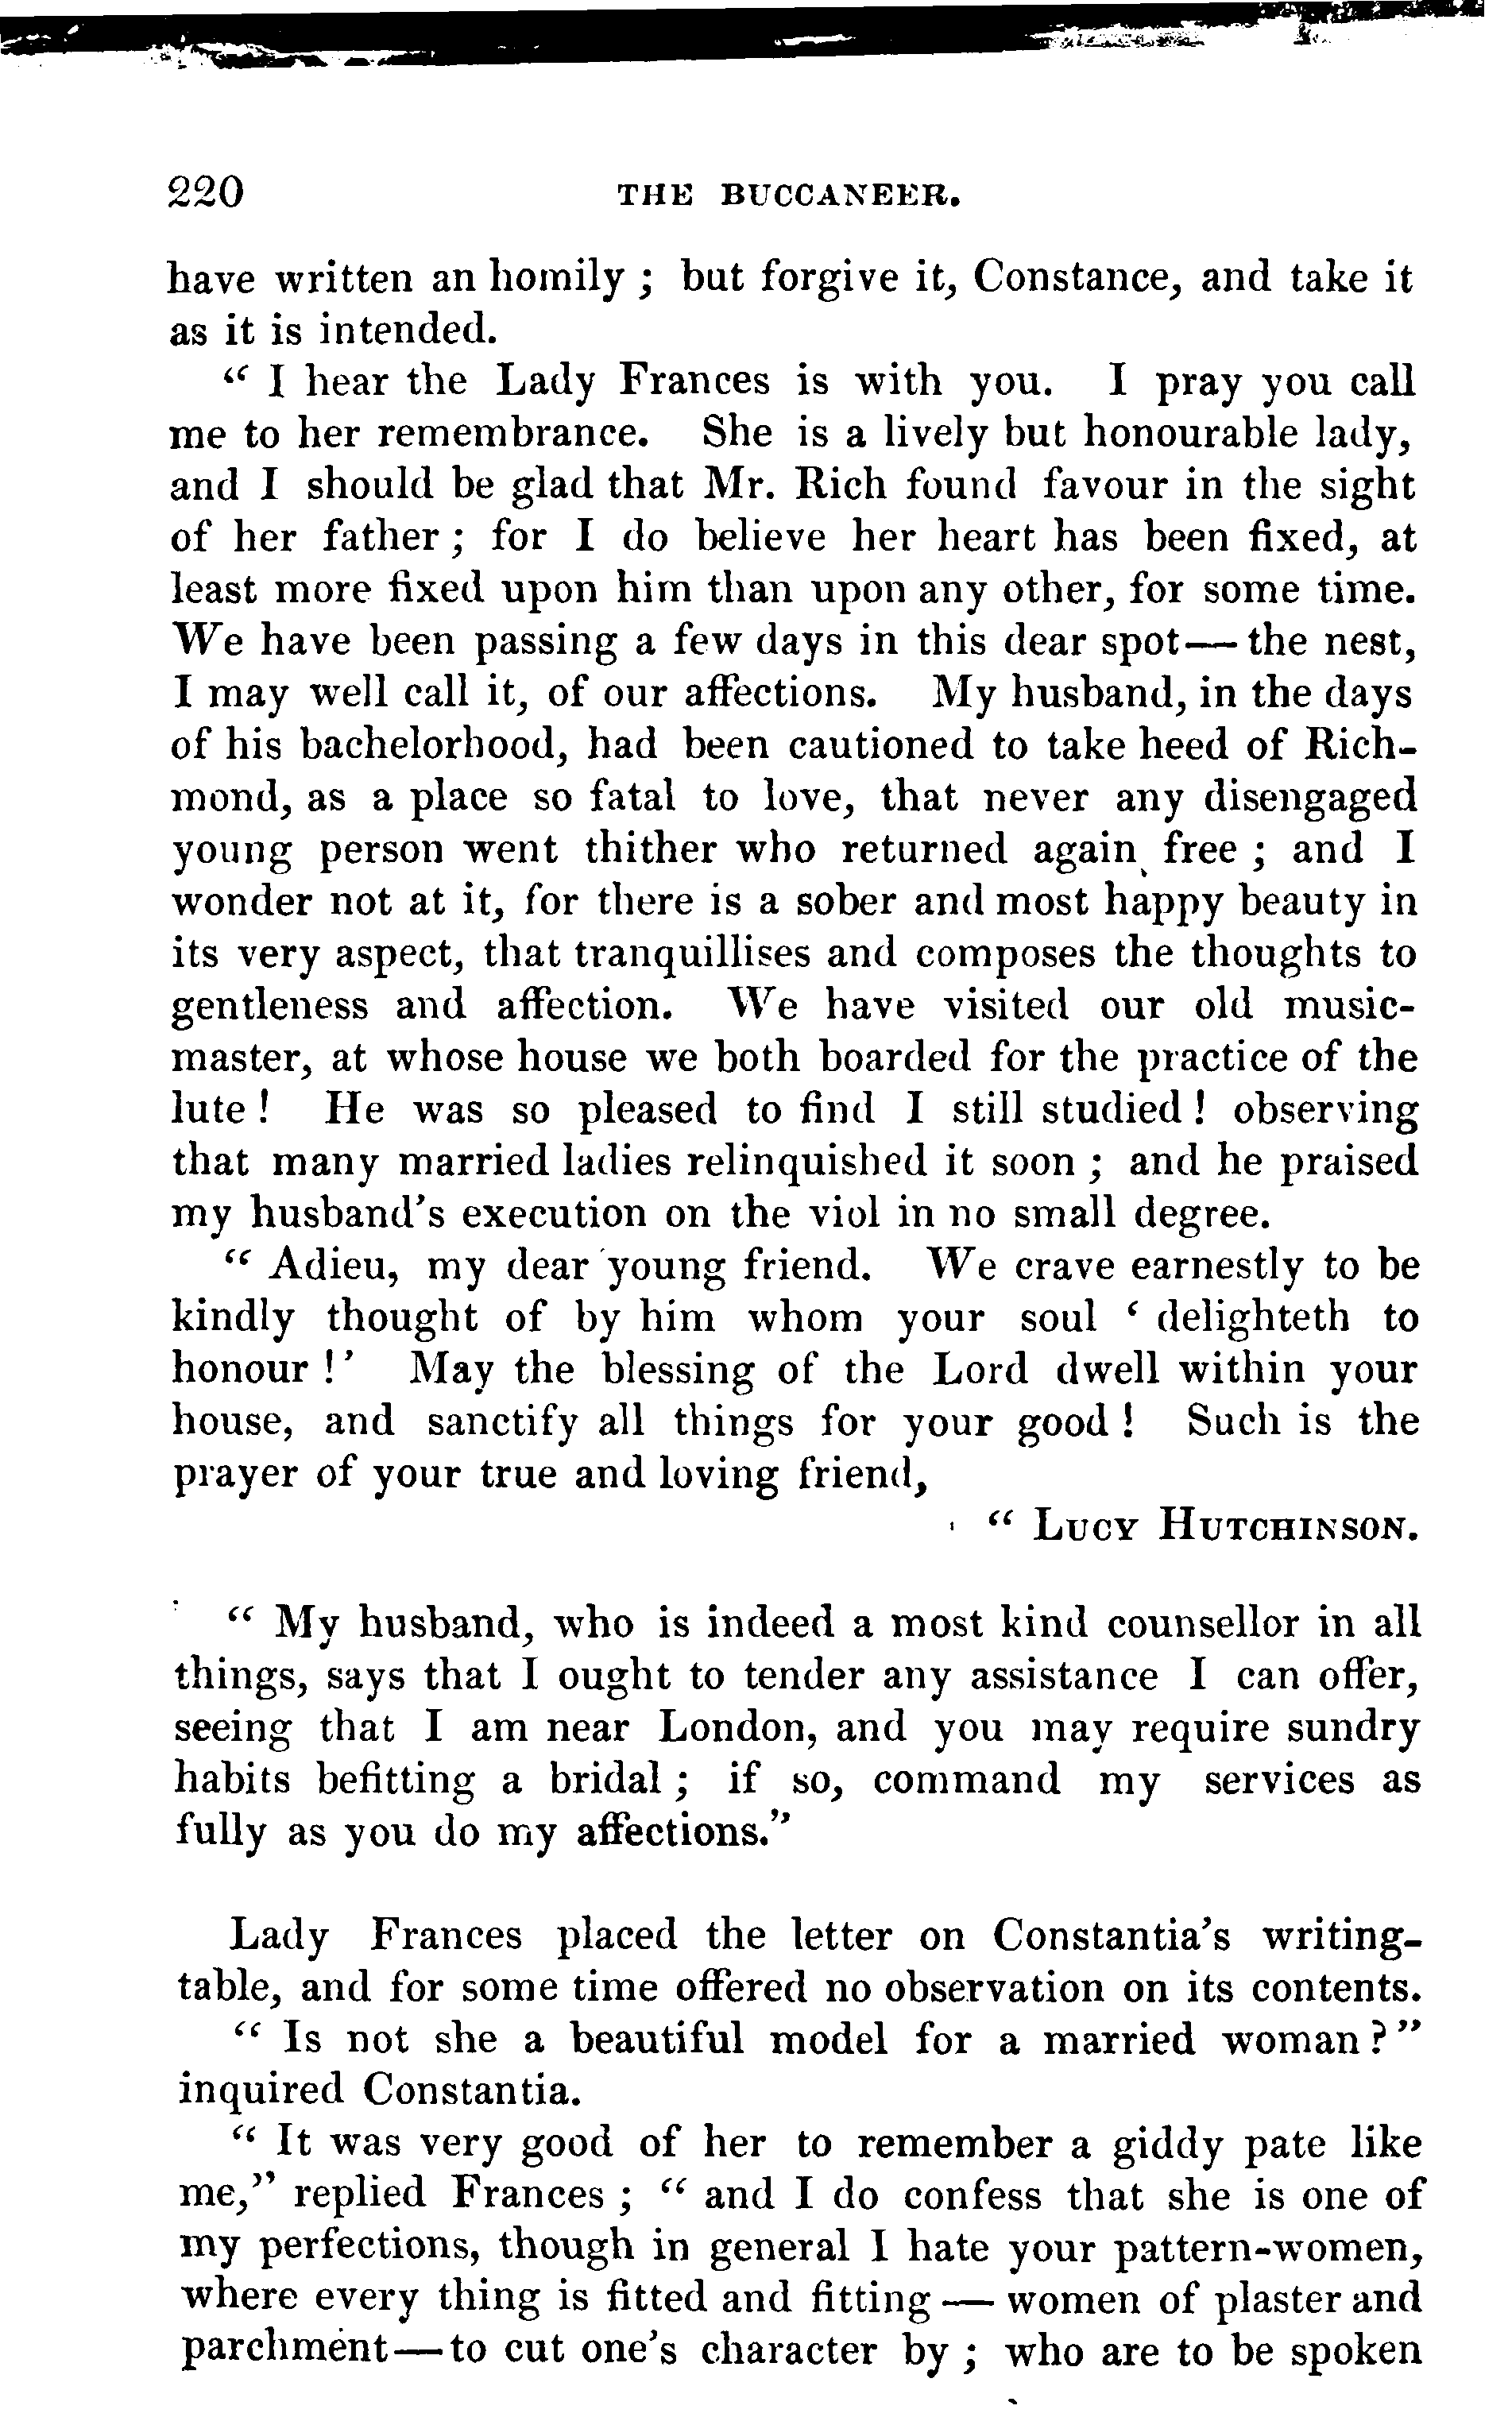 220 THE BUCCANEER.
have written an homily ; but forgive it, Constance, and take it
as it is intended.
“ I hear the Lady Frances is with you. I pray you call
me to her remembrance. She is a lively but honourable lady,
and I should be glad that Mr. Rich found favour in the sight
of her father ; for I do believe her heart has been fixed, at
least more fixed upon him than upon any other, for some time.
We have been passing a few days in this dear spot — the nest,
I may well call it, of our affections. My husband, in the days
of his bachelorhood, had been cautioned to take heed of Rich-
mond, as a place so fatal to love, that never any disengaged
young person went thither who returned again free ; and I
wonder not at it, for there is a sober and most happy beauty in
its very aspect, that tranquillises and composes the thoughts to
gentleness and affection. We have visited our old music-
master, at whose house we both boarded for the practice of the
lute ! He was so pleased to find I still studied ! observing
that many married ladies relinquished it soon ; and he praised
my husband's execution on the viol in no small degree.
“ Adieu, my dear young friend. We crave earnestly to be
kindly thought of by him whom your soul ‘ delighteth to
honour !’ May the blessing of the Lord dwell within your
house, and sanctify all things for your good ! Such is the
prayer of your true and loving friend,
“ LUCY HUTCHINSON.
“ My husband, who is indeed a most kind counsellor in all
things, says that I ought to tender any assistance I can offer,
seeing that I am near London, and you may require sundry
habits befitting a bridal ; if so, command my services as
fully as you do my affections.”
Lady Frances placed the letter on Constantia's writing-
table, and for some time offered no observation on its contents.
“ Is not she a beautiful model for a married woman ? ”
inquired Constantia.
“ It was very good of her to remember a giddy pate like
me,” replied Frances ; “ and I do confess that she is one of
my perfections, though in general I hate your pattern-women,
where every thing is fitted and fitting — women of plaster and
parchment — to cut one's character by ; who are to be spoken